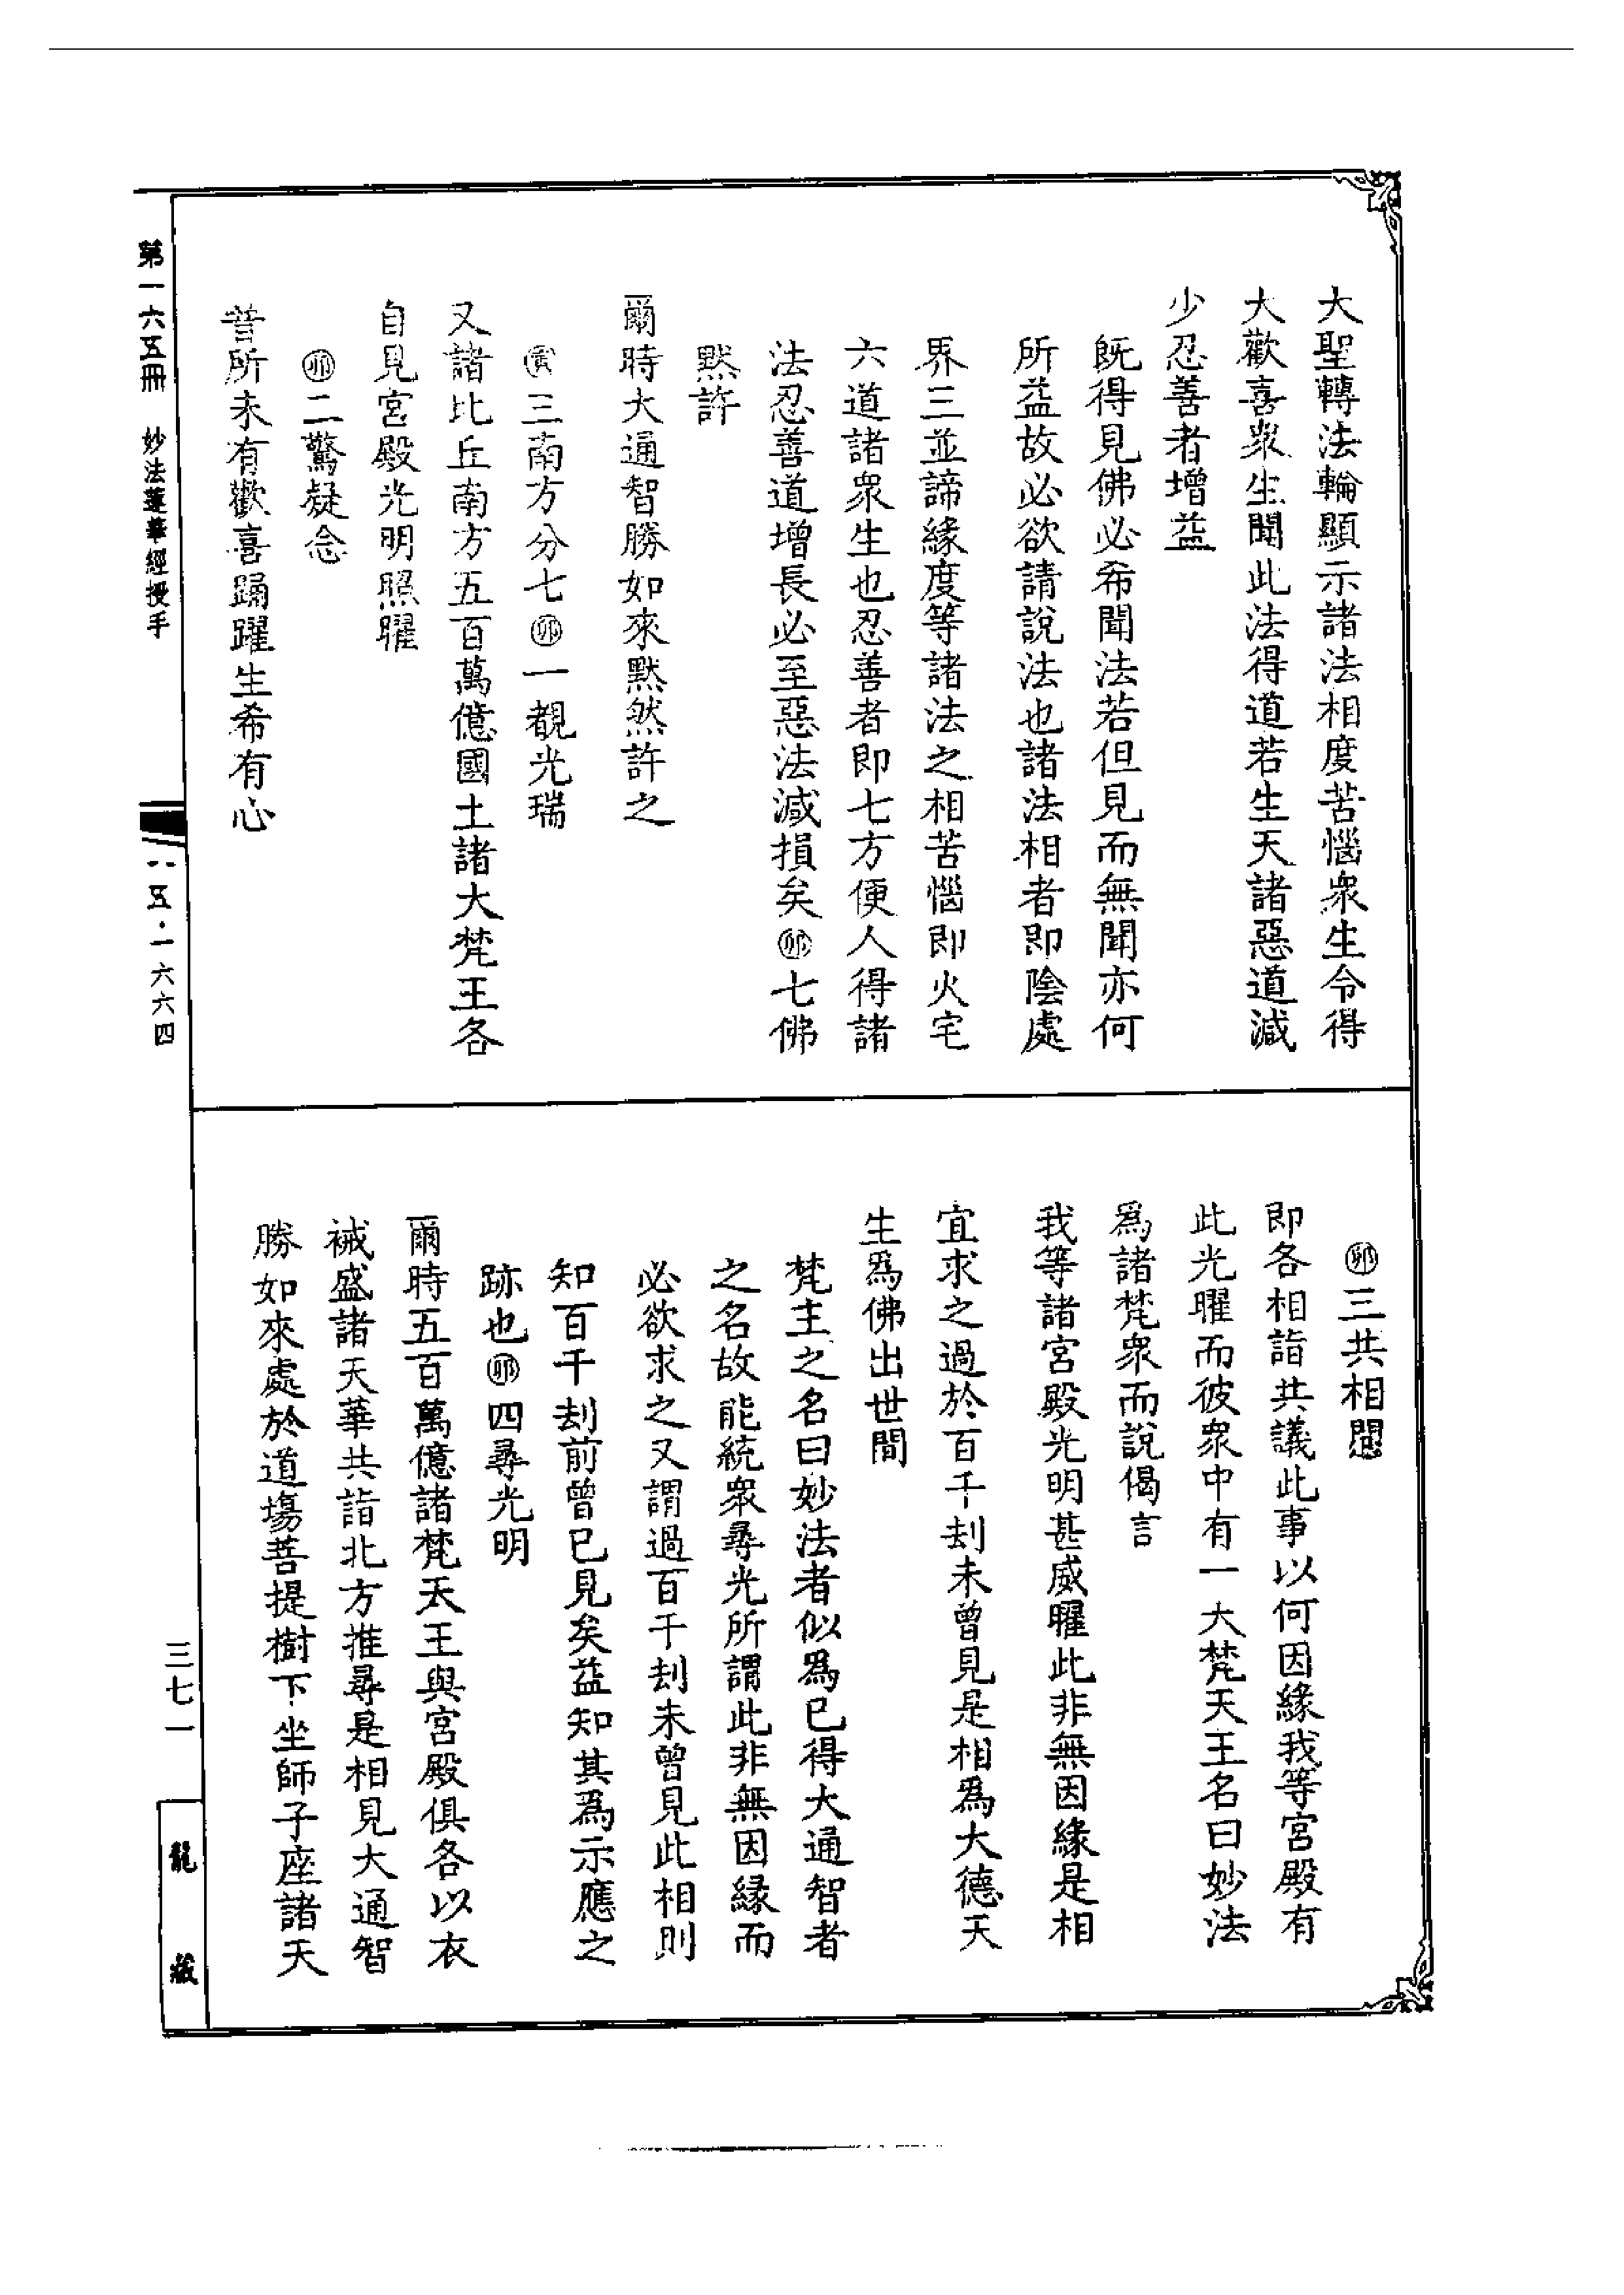 大聖轉法輪顯示諸法相度苦惱衆生令得
大歡喜衆生聞此法得道若生天諸惡道減
少忍善者增益
既得見佛必希聞法若但見而無聞亦何
所益故必欲請說法也諸法相者即陰處
界三並諦緣度等諸法之相苦惱即火宅
六道諸衆生也忍善者即七方便人得諸
法忍善道增長必至惡法減損矣㊞七佛
默許
爾時大通智勝如來默然許之
三南方分七 一覩光瑞
又諸比丘南方五百萬億國土諸大梵王各
自見宮殿光明照曜
二驚疑念
昔所未有歡喜踊躍生希有心
三共相問
即各相詣共議此事以何因緣我等宮殿有
此光曜而彼衆中有一大梵天王名曰妙法
爲諸梵衆而說偈言
我等諸宮殿光明甚威曜此非無因緣是相
宜求之過於百千刦未曾見是相爲大德天
生爲佛出世間
梵主之名曰妙法者似爲已得大通智者
之名故能統衆尋光所謂此非無因緣而
必欲求之又謂過百千刦未曾見此相則
知百千刦前曾已見矣益知其爲示應之
跡也 四尋光明
爾時五百萬億諸梵天王與宮殿俱各以衣
祴盛諸天華共詣北方推尋是相見大通智
勝如來處於道塲菩提樹下坐師子座諸天
第一六五冊 妙法蓮華經授手
一五·一六六四
三七一
龍藏